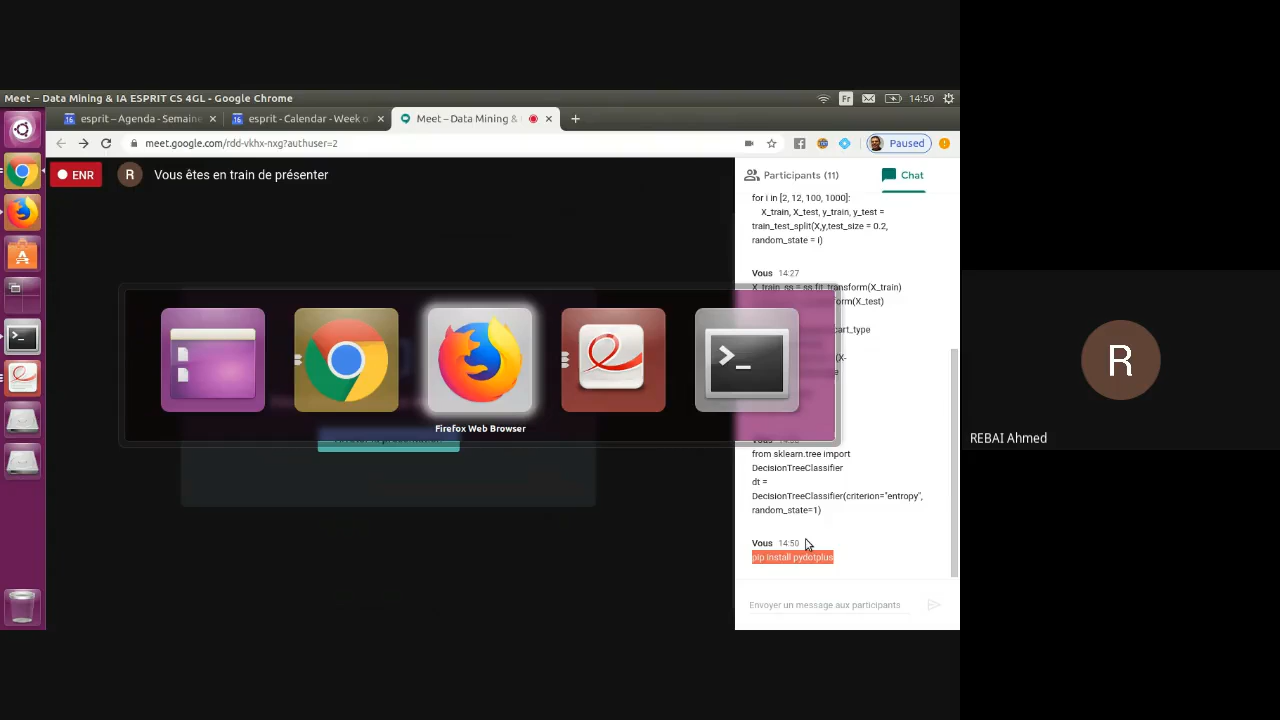 Meet – Data Mining & IA ESPRIT CS 4GL - Google Chrome
Fr
14:50
esprit – Agenda - Semaine
esprit - Calendar - Week o
Meet – Data Mining &
meet.google.com/rdd-vkhx-nxg?authuser=2
Paused
ENR
R
Vous êtes en train de présenter
Participants (11)
Chat
for i in [2, 12, 100, 1000]:
X_train, X_test, y_train, y_test =
train_test_split(X,y,test_size = 0.2,
random_state = i)
Vous 14:27
X_train_ss = ss.fit_transform(X_train)
Firefox Web Browser
from sklearn.tree import
DecisionTreeClassifier
dt =
DecisionTreeClassifier(criterion="entropy",
random_state=1)
Vous 14:50
pip install pydotplus
Envoyer un message aux participants
R
REBAI Ahmed